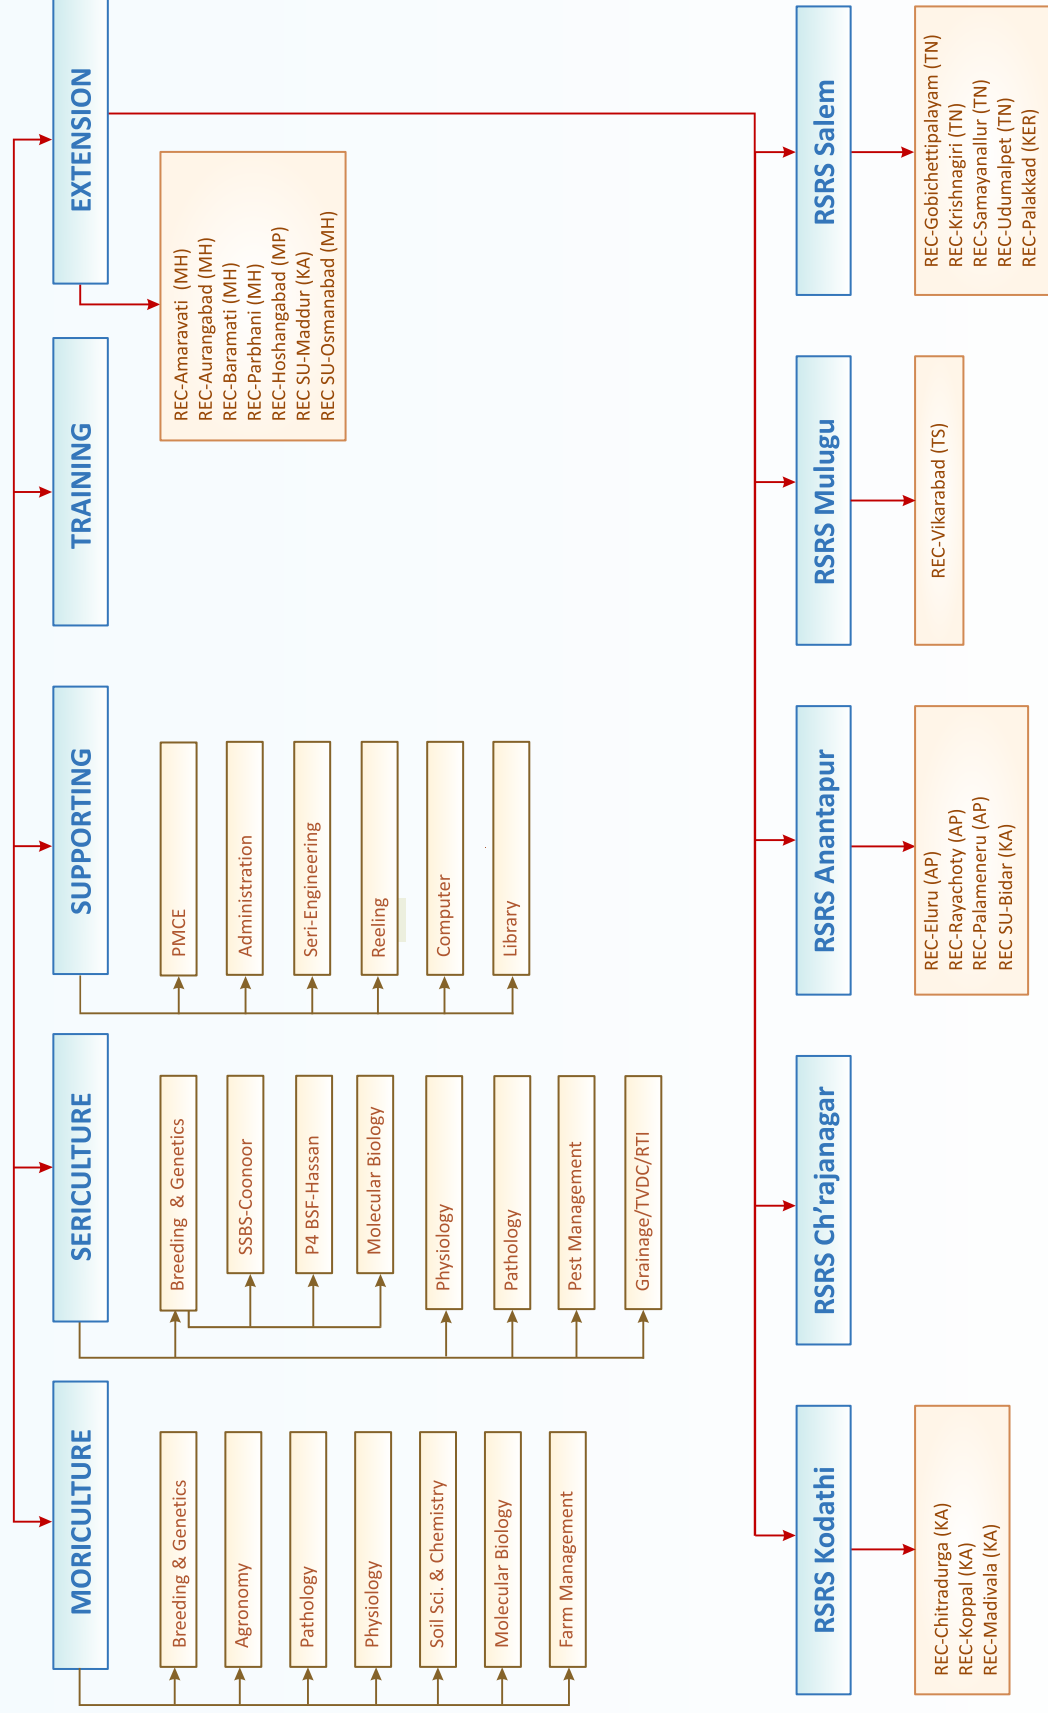 MORICULTURE
Breeding & Genetics
Agronomy
Pathology
Physiology
Soil Sci. & Chemistry
Molecular Biology
Farm Management
SERICULTURE
Breeding & Genetics
SSBS-Coonoor
P4 BSF-Hassan
Molecular Biology
Physiology
Pathology
Pest Management
Grainage/TVDC/RTI
SUPPORTING
PMCE
Administration
Seri-Engineering
Reeling
Computer
Library
TRAINING
EXTENSION
REC-Amaravati (MH)
REC-Aurangabad (MH)
REC-Baramati (MH)
REC-Parbhani (MH)
REC-Hoshangabad (MP)
REC SU-Maddur (KA)
REC SU-Osmanabad (MH)
RSRS Kodathi
REC-Chitradurga (KA)
REC-Koppal (KA)
REC-Madivala (KA)
RSRS Ch’rajanagar
RSRS Anantapur
REC-Eluru (AP)
REC-Rayachoty (AP)
REC-Palameneru (AP)
REC SU-Bidar (KA)
RSRS Mulugu
REC-Vikarabad (TS)
RSRS Salem
REC-Gobichettipalayam (TN)
REC-Krishnagiri (TN)
REC-Samayanallur (TN)
REC-Udumalpet (TN)
REC-Palakkad (KER)